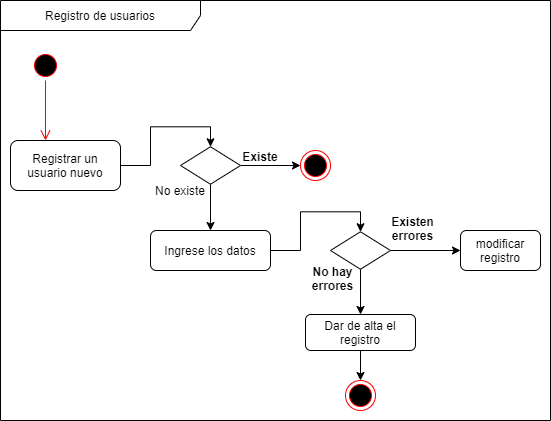 Registro de usuarios
Registrar un
usuario nuevo
Existe
No existe
Ingrese los datos
Existen
errores
modificar
registro
No hay
errores
Dar de alta el
registro